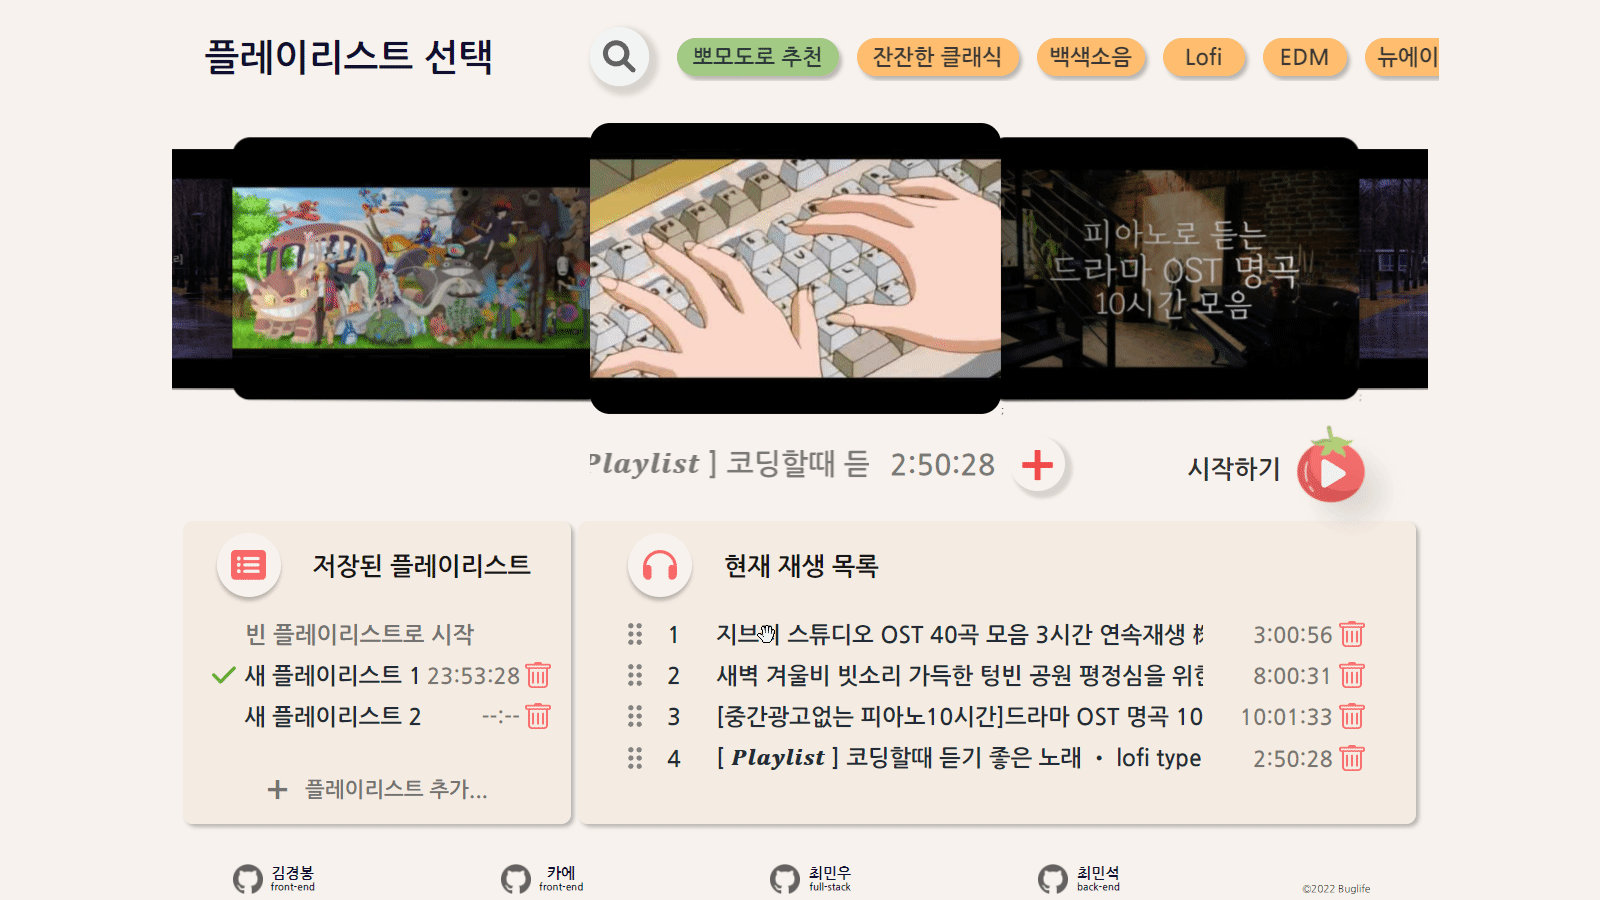 플레이리스트 선택
뽀모도로 추천
잔잔한 클래식
백색소음
Lofi
EDM
뉴에이
리
피아노로 듣는
드라마 OST 명곡
10시간 모음
Playlist ] 코딩할때 듣
2:50:28
시작하기
저장된 플레이리스트
빈 플레이리스트로 시작
새 플레이리스트 1 23:53:28
새 플레이리스트 2 --:--
플레이리스트 추가...
현재 재생 목록
1 지브리 스튜디오 OST 40곡 모음 3시간 연속재생 3:00:56
2 새벽 겨울비 빗소리 가득한 텅빈 공원 평정심을 위한 8:00:31
3 [중간광고없는 피아노10시간]드라마 OST 명곡 10 10:01:33
4 [ Playlist ] 코딩할때 듣기 좋은 노래 • lofi type 2:50:28
김경봉
front-end
카에
front-end
최민우
full-stack
최민석
back-end
©2022 Buglife